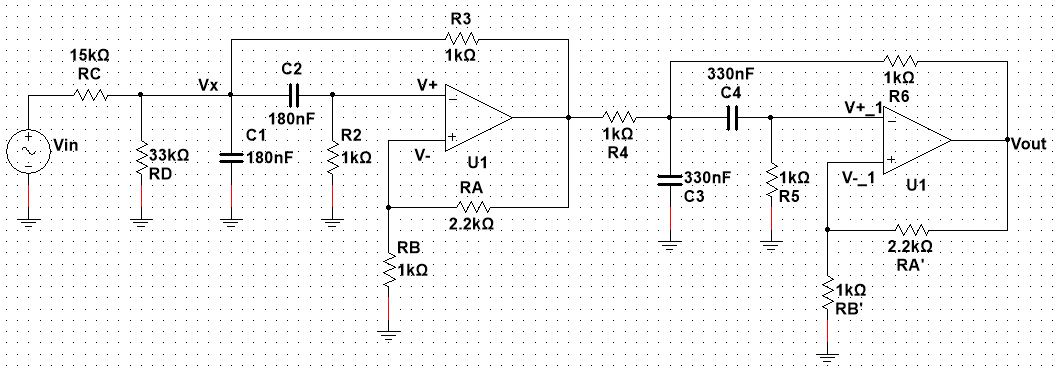 15kΩ
RC
Vin
33kΩ
RD
Vx
C1
180nF
C2
180nF
R2
1kΩ
R3
1kΩ
V+
−
+
V-
U1
RA
2.2kΩ
RB
1kΩ
1kΩ
R4
330nF
C3
330nF
C4
1kΩ
R5
1kΩ
R6
V+_1
−
+
V-_1
U1
Vout
2.2kΩ
RA'
1kΩ
RB'